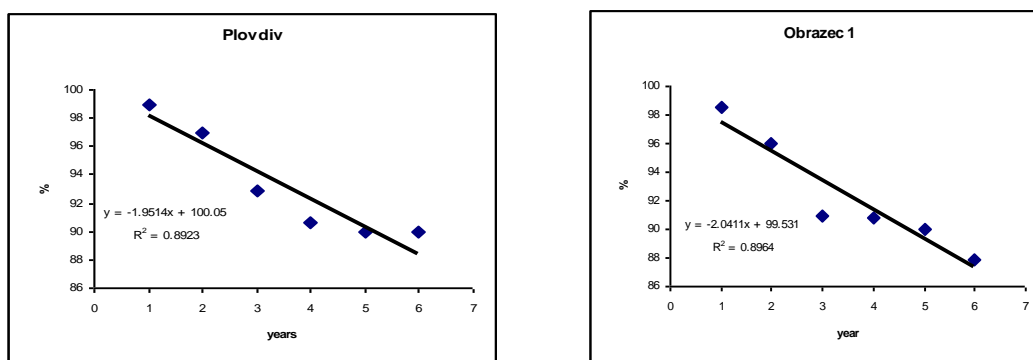 Plovdiv
100
98
96
94
92
90
88
86
%
y = -1.9514x + 100.05
R² = 0.8923
0 1 2 3 4 5 6 7
years
Obrazec 1
100
98
96
94
92
90
88
86
%
y = -2.0411x + 99.531
R² = 0.8964
0 1 2 3 4 5 6 7
year